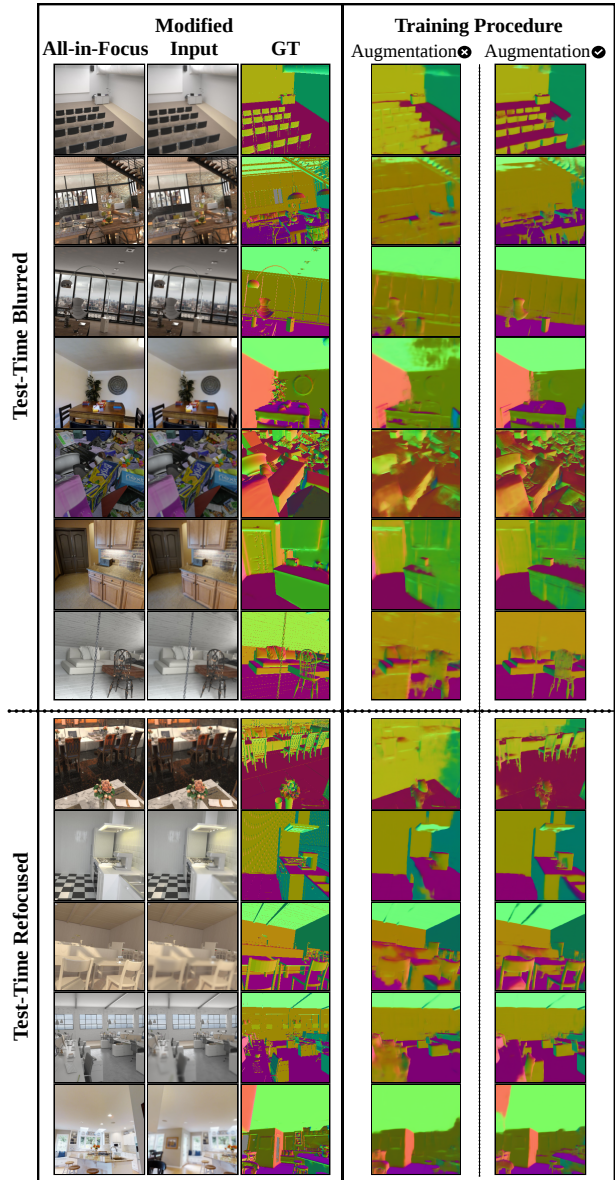 Modified
Training Procedure
All-in-Focus Input GT
Augmentation Augmentation
Test-Time Blurred
Test-Time Refocused